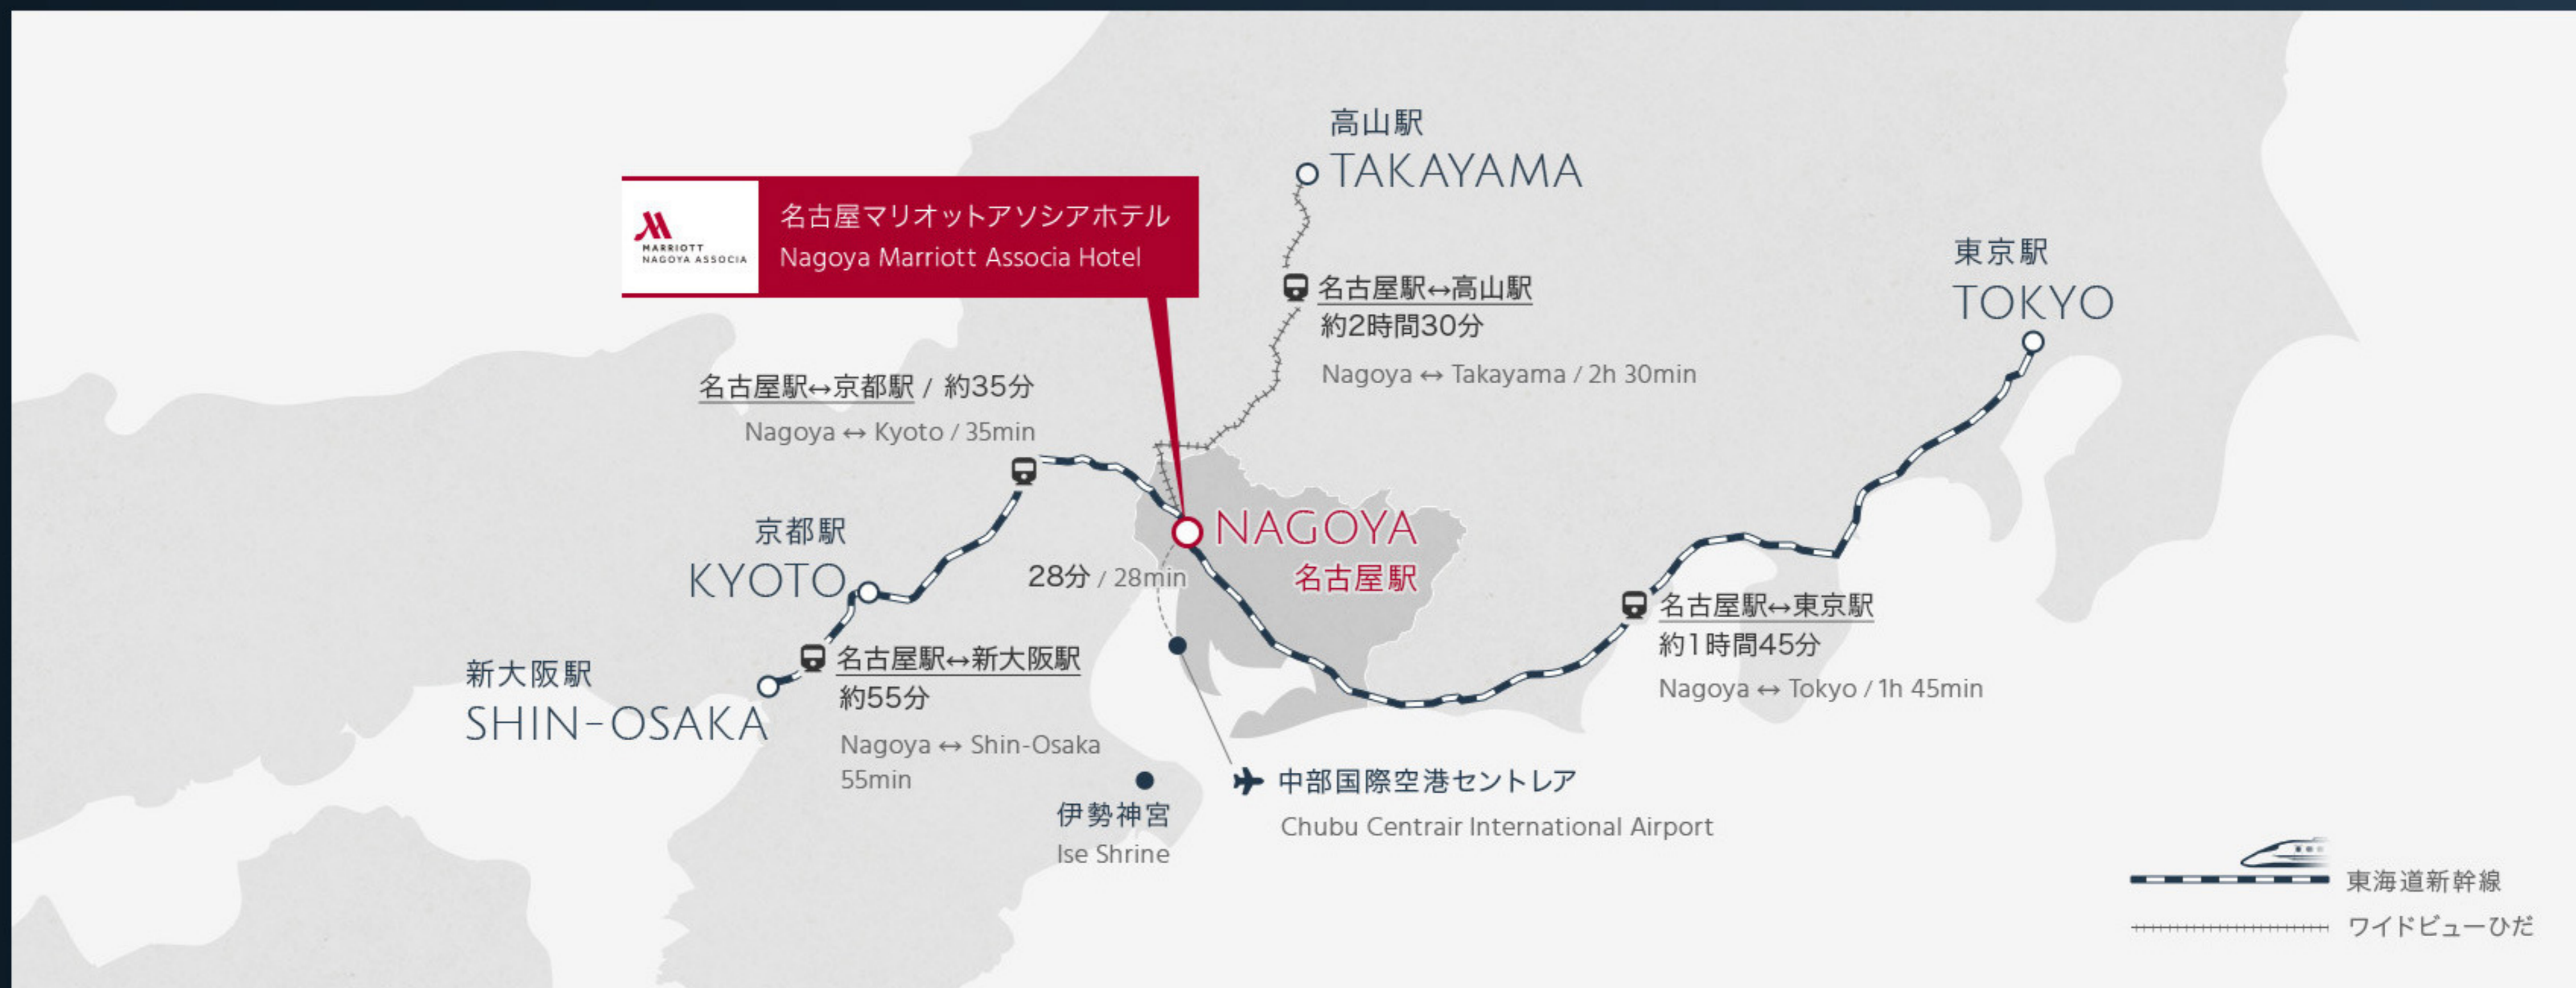 高山駅
TAKAYAMA
MARRIOTT
NAGOYA ASSOCIA
名古屋マリオットアソシアホテル
Nagoya Marriott Associa Hotel
東京駅
TOKYO
名古屋駅↔高山駅
約2時間30分
Nagoya ↔ Takayama / 2h 30min
名古屋駅↔京都駅 / 約35分
Nagoya ↔ Kyoto / 35min
NAGOYA
名古屋駅
京都駅
KYOTO
28分 / 28min
名古屋駅↔東京駅
約1時間45分
Nagoya ↔ Tokyo / 1h 45min
新大阪駅
SHIN-OSAKA
名古屋駅↔新大阪駅
約55分
Nagoya ↔ Shin-Osaka
55min
伊勢神宮
Ise Shrine
中部国際空港セントレア
Chubu Centrair International Airport
東海道新幹線
ワイドビューひだ